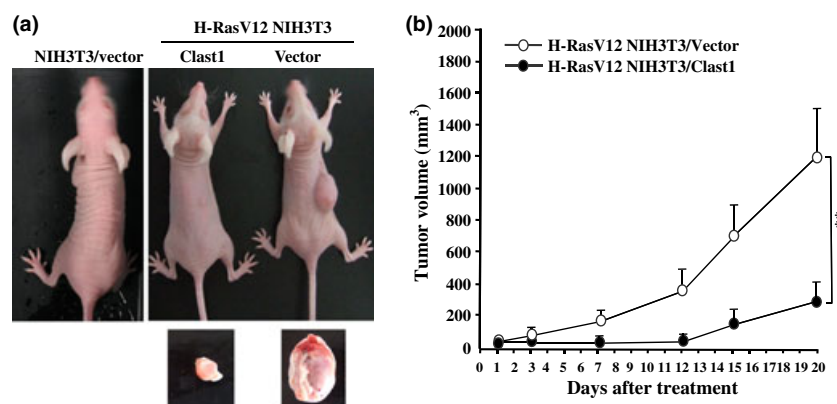 (a)
H-RasV12 NIH3T3
NIH3T3/vector Clast1 Vector
(b)
2000
1800
1600
1400
1200
1000
800
600
400
200
0
Tumor volume (mm³)
H-RasV12 NIH3T3/Vector
H-RasV12 NIH3T3/Clast1
**
0 1 2 3 4 5 6 7 8 9 10 11 12 13 14 15 16 17 18 19 20
Days after treatment